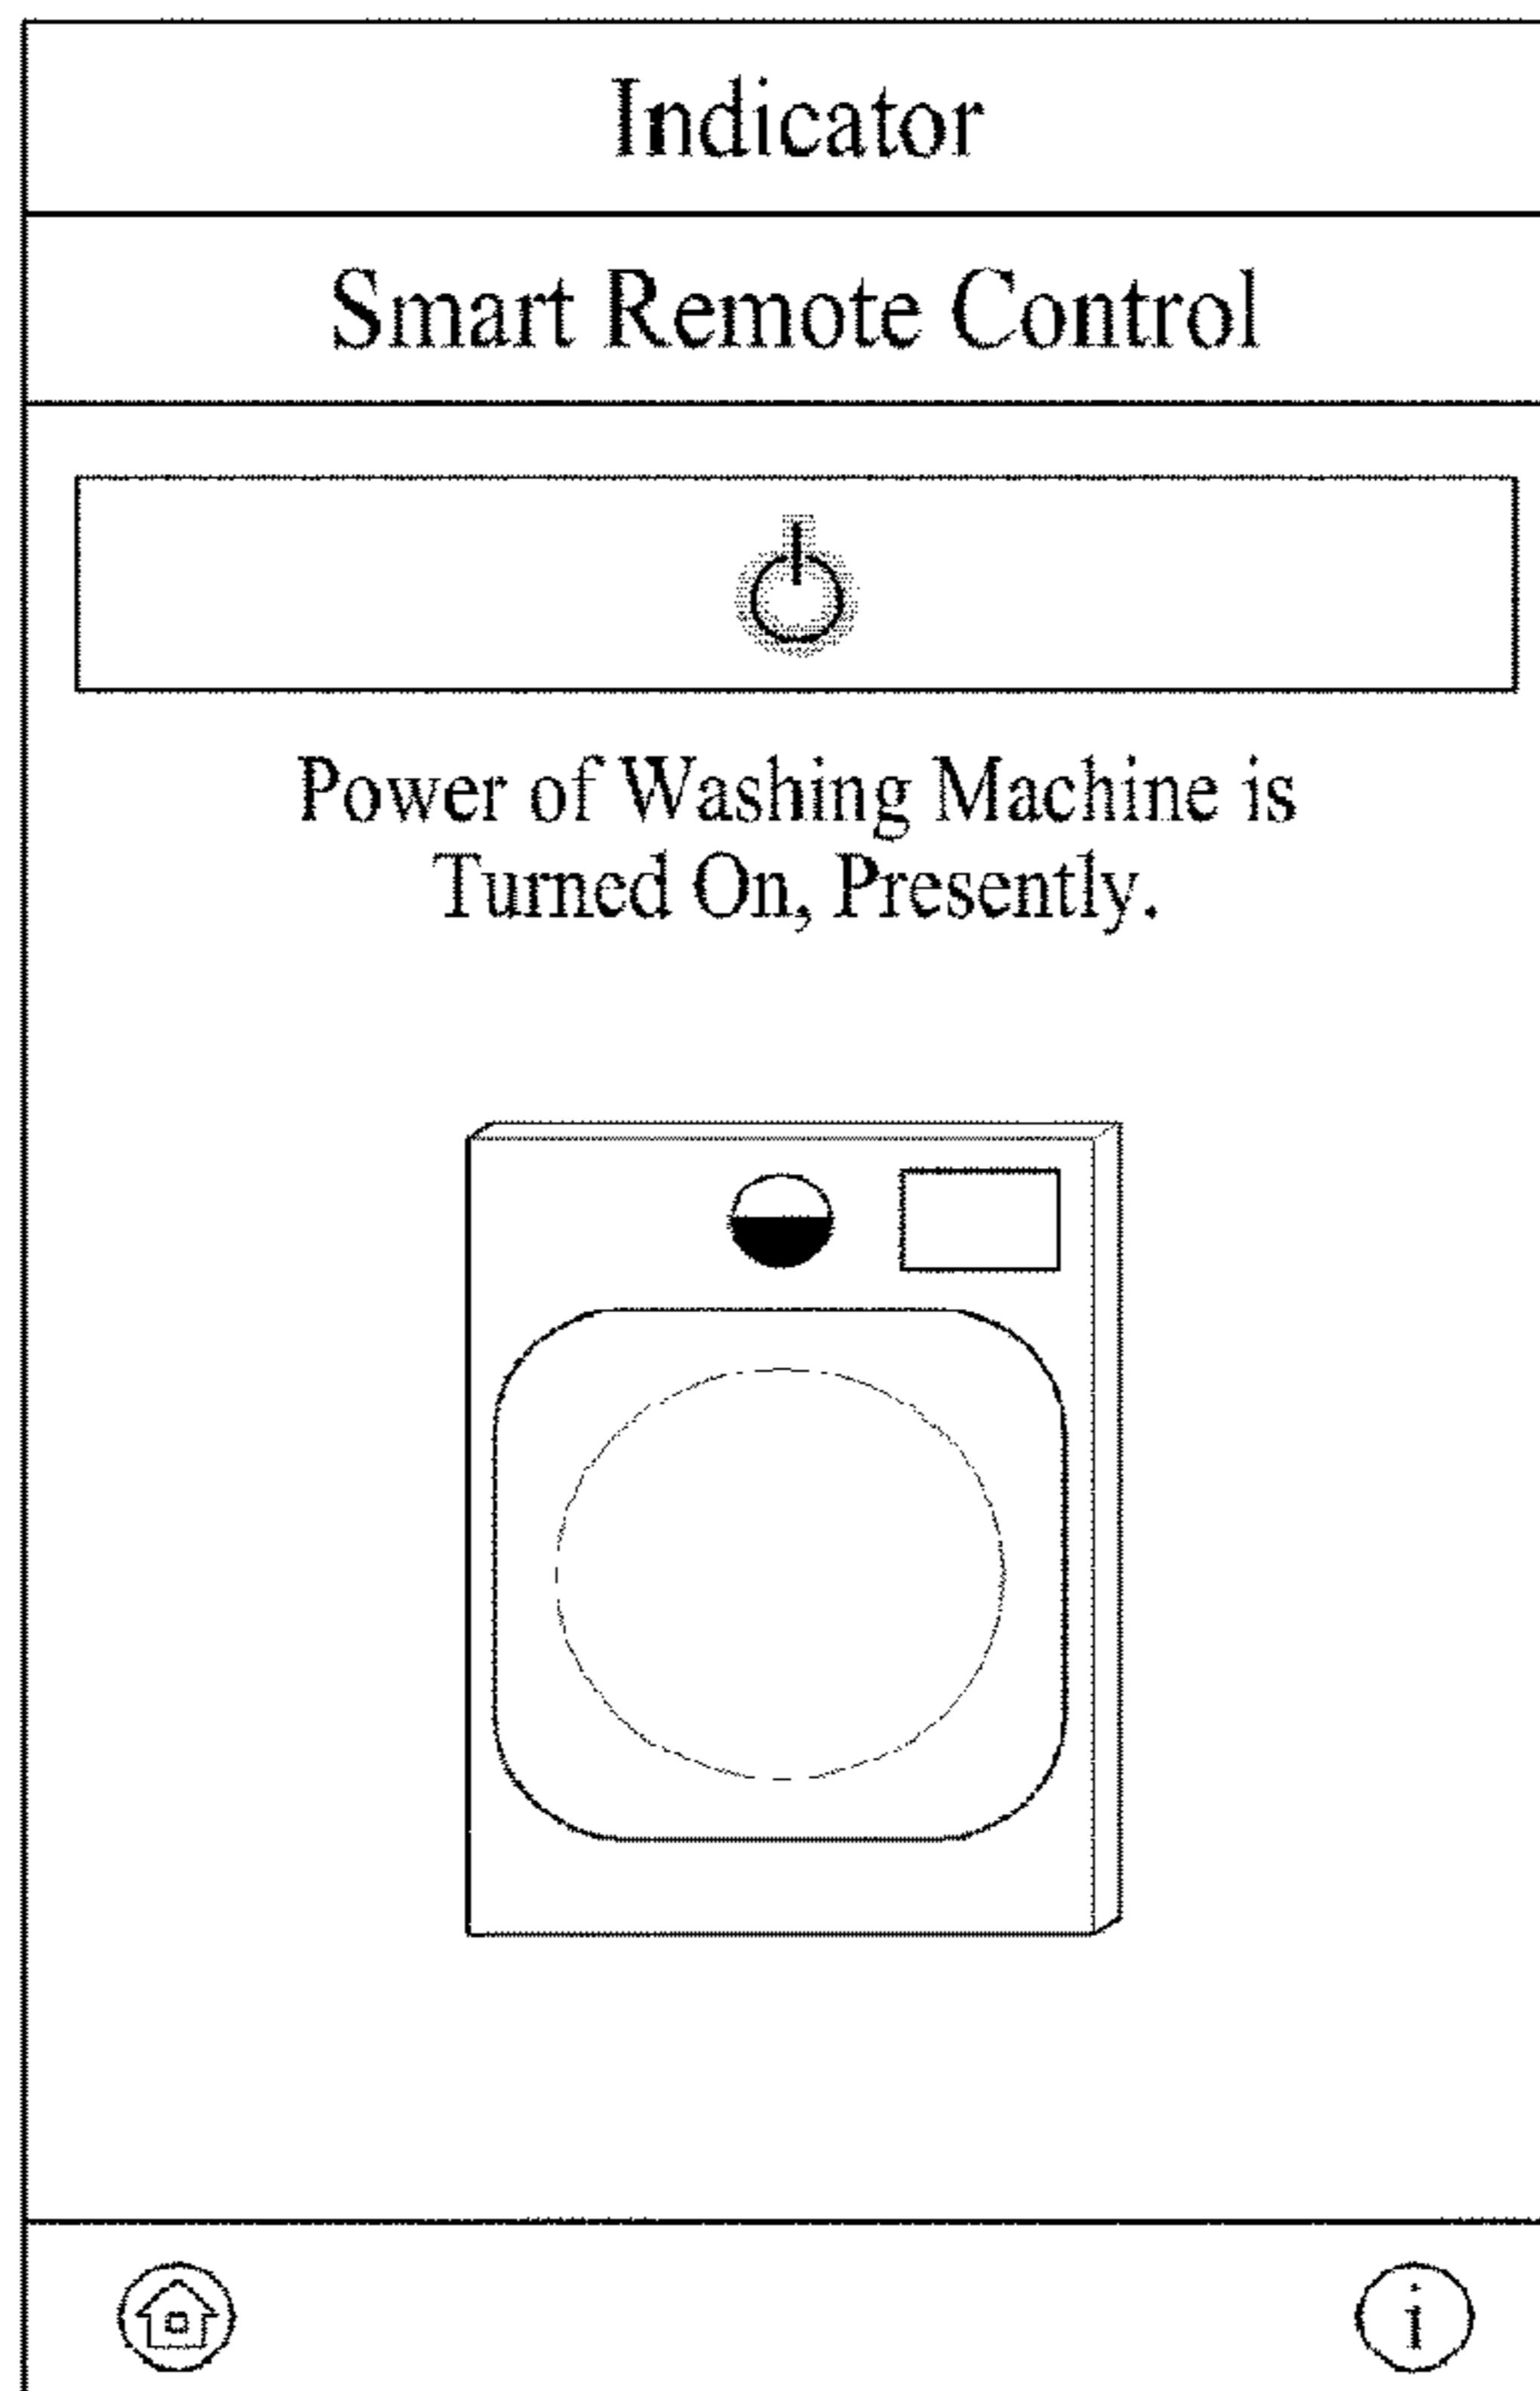 Indicator
Smart Remote Control
Power of Washing Machine is
Turned On, Presently.
i